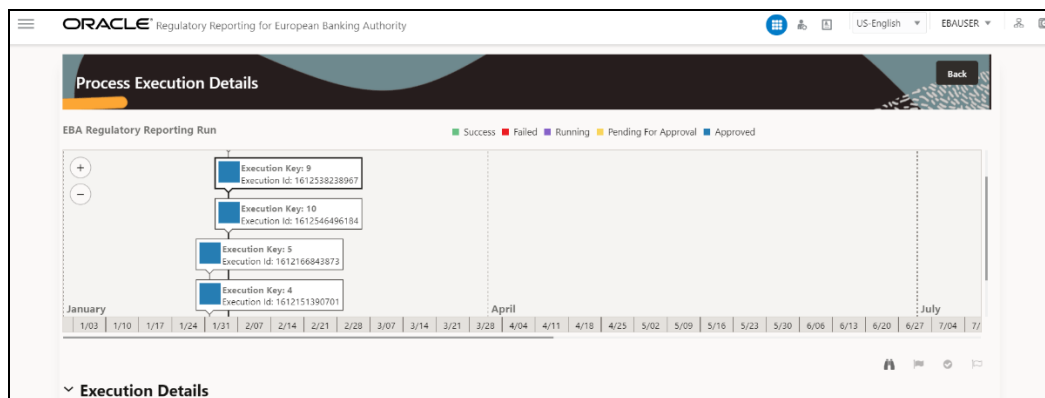 ORACLE® Regulatory Reporting for European Banking Authority US-English EBAUSER
Process Execution Details Back
EBA Regulatory Reporting Run Success Failed Running Pending For Approval Approved
+
−
Execution Key: 9
Execution Id: 1612538238967
Execution Key: 10
Execution Id: 1612546496184
Execution Key: 5
Execution Id: 1612166843873
Execution Key: 4
Execution Id: 1612151390701
January April July
1/03 1/10 1/17 1/24 1/31 2/07 2/14 2/21 2/28 3/07 3/14 3/21 3/28 4/04 4/11 4/18 4/25 5/02 5/09 5/16 5/23 5/30 6/06 6/13 6/20 6/27 7/04 7/
Execution Details